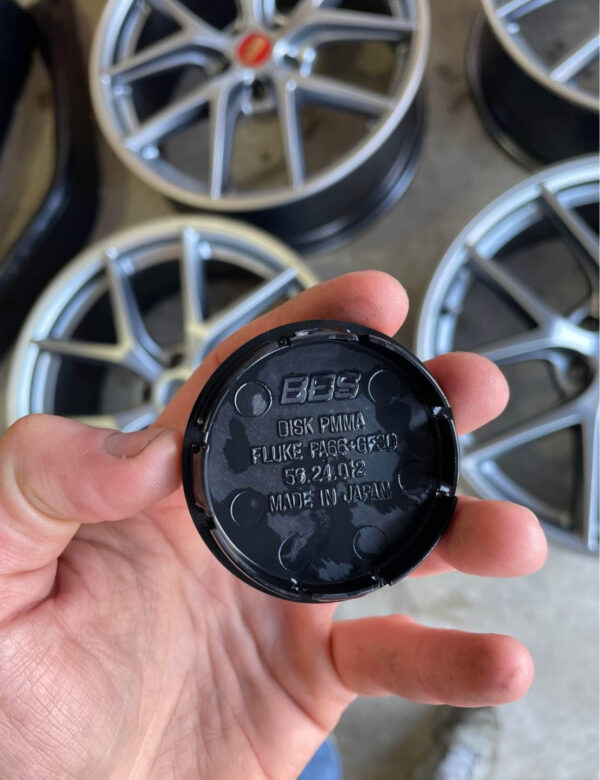 BBS
DISK PMMA
FLUKE PA66+GF30
56.24.012
MADE IN JAPAN